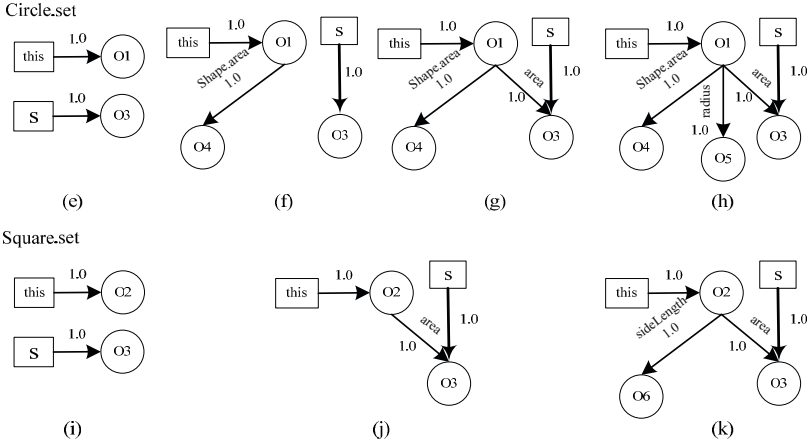 Circle.set
this 1.0 O1
S 1.0 O3
(e)
this 1.0 O1 S
Shape.area 1.0 1.0
O4 O3
(f)
this 1.0 O1 S
Shape.area 1.0 area 1.0 1.0
O4 O3
(g)
this 1.0 O1 S
Shape.area 1.0 radius 1.0 area 1.0 1.0
O4 O5 O3
(h)
Square.set
this 1.0 O2
S 1.0 O3
(i)
this 1.0 O2 S
area 1.0 1.0
O3
(j)
this 1.0 O2 S
sideLength 1.0 area 1.0 1.0
O6 O3
(k)